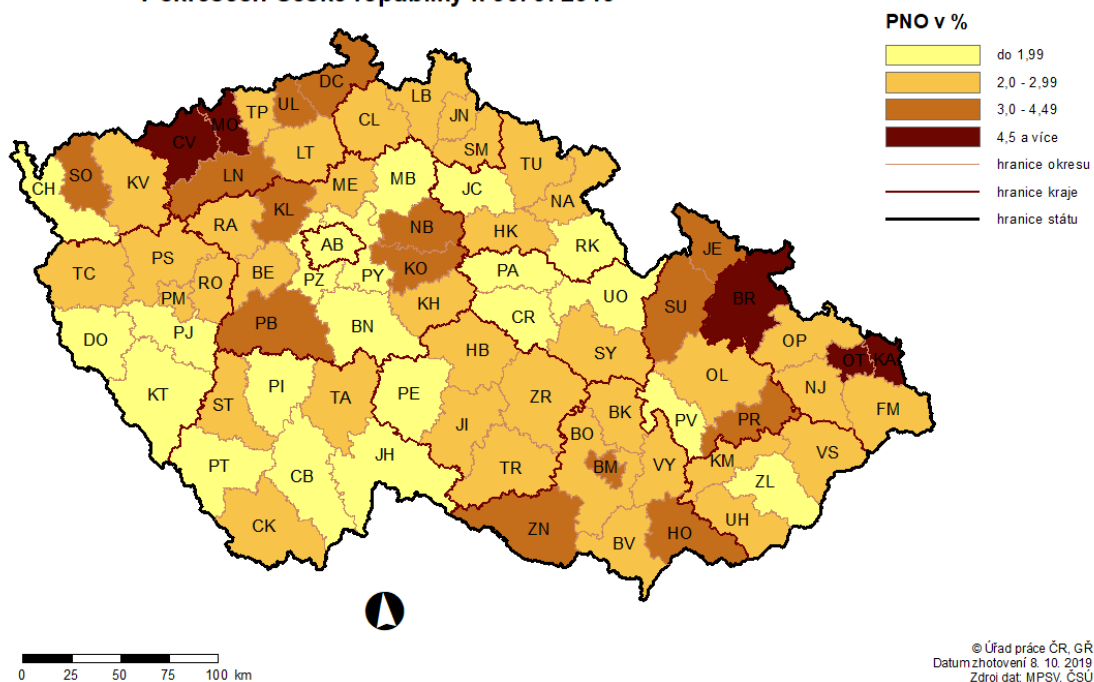 PNO v %
do 1,99
2,0 - 2,99
3,0 - 4,49
4,5 a více
hranice okresu
hranice kraje
hranice státu
DC
LB
UL
TP
JN
CL
MO
CV
LT
SM
TU
SO
LN
KV
CH
ME
MB
JC
NA
KL
RA
NB
HK
RK
AB
JE
PS
TC
BE
RO
KO
PA
PZ
PY
UO
BR
PM
SU
KH
PB
BN
CR
PJ
DO
OP
SY
HB
OT
KA
OL
NJ
PI
KT
TA
PE
ZR
ST
FM
BK
PV
PR
JI
BO
VS
JH
KM
PT
TR
BM
VY
CB
ZL
UH
CK
ZN
HO
BV
0 25 50 75 100 km
© Úřad práce ČR, GŘ
Datum zhotovení 8. 10. 2019
Zdroj dat: MPSV, ČSÚ